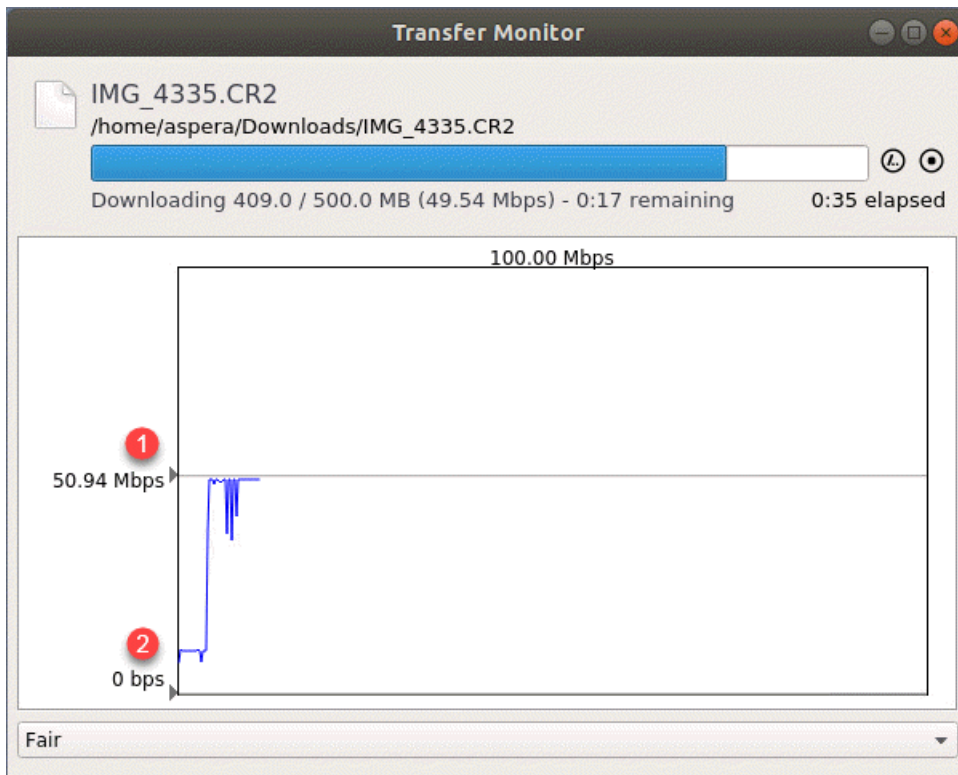 Transfer Monitor
IMG_4335.CR2
/home/aspera/Downloads/IMG_4335.CR2
Downloading 409.0 / 500.0 MB (49.54 Mbps) - 0:17 remaining 0:35 elapsed
100.00 Mbps
1
50.94 Mbps
2
0 bps
Fair